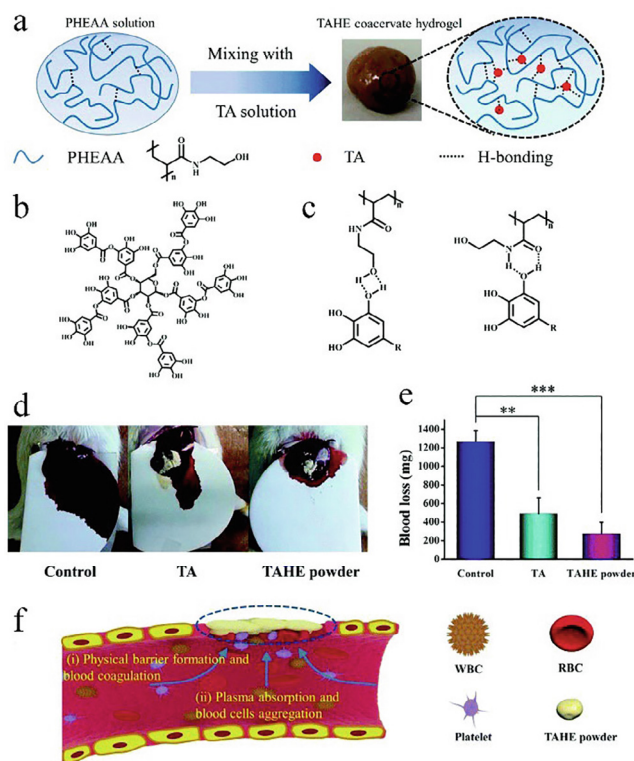 a
PHEAA solution
Mixing with
TA solution
TAHE coacervate hydrogel
PHEAA
n
O
N
H
OH
TA
H-bonding
b
c
d
Control
TA
TAHE powder
e
Blood loss (mg)
1400
1200
1000
800
600
400
200
0
**
***
Control
TA
TAHE powder
f
(i) Physical barrier formation and
blood coagulation
(ii) Plasma absorption and
blood cells aggregation
WBC
RBC
Platelet
TAHE powder